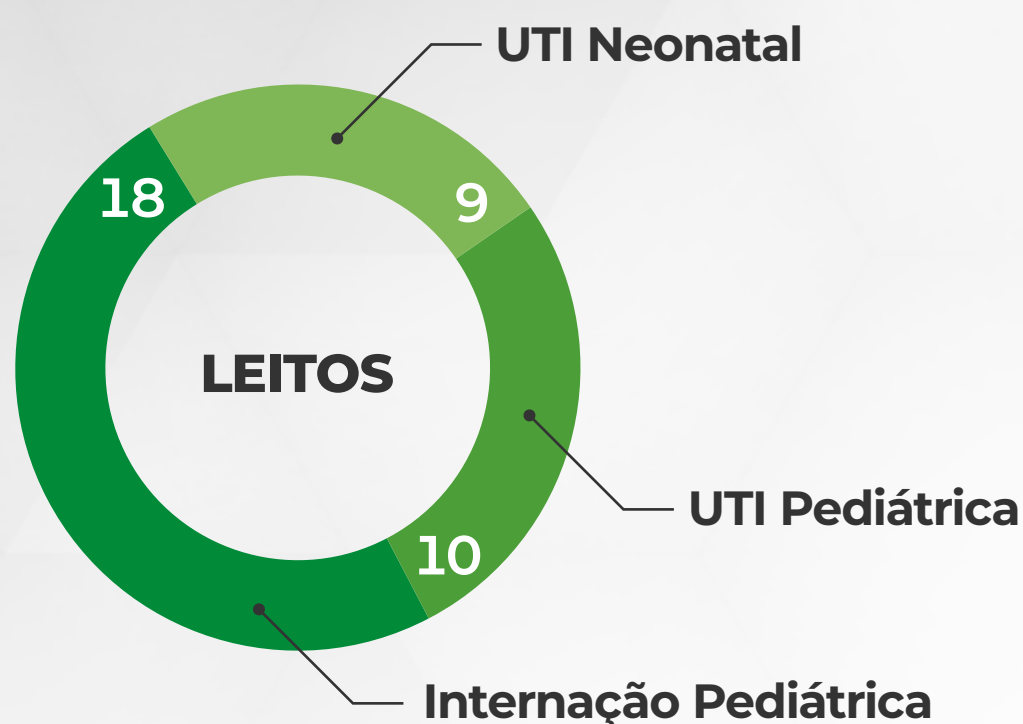 UTI Neonatal
18
9
LEITOS
UTI Pediátrica
10
Internação Pediátrica